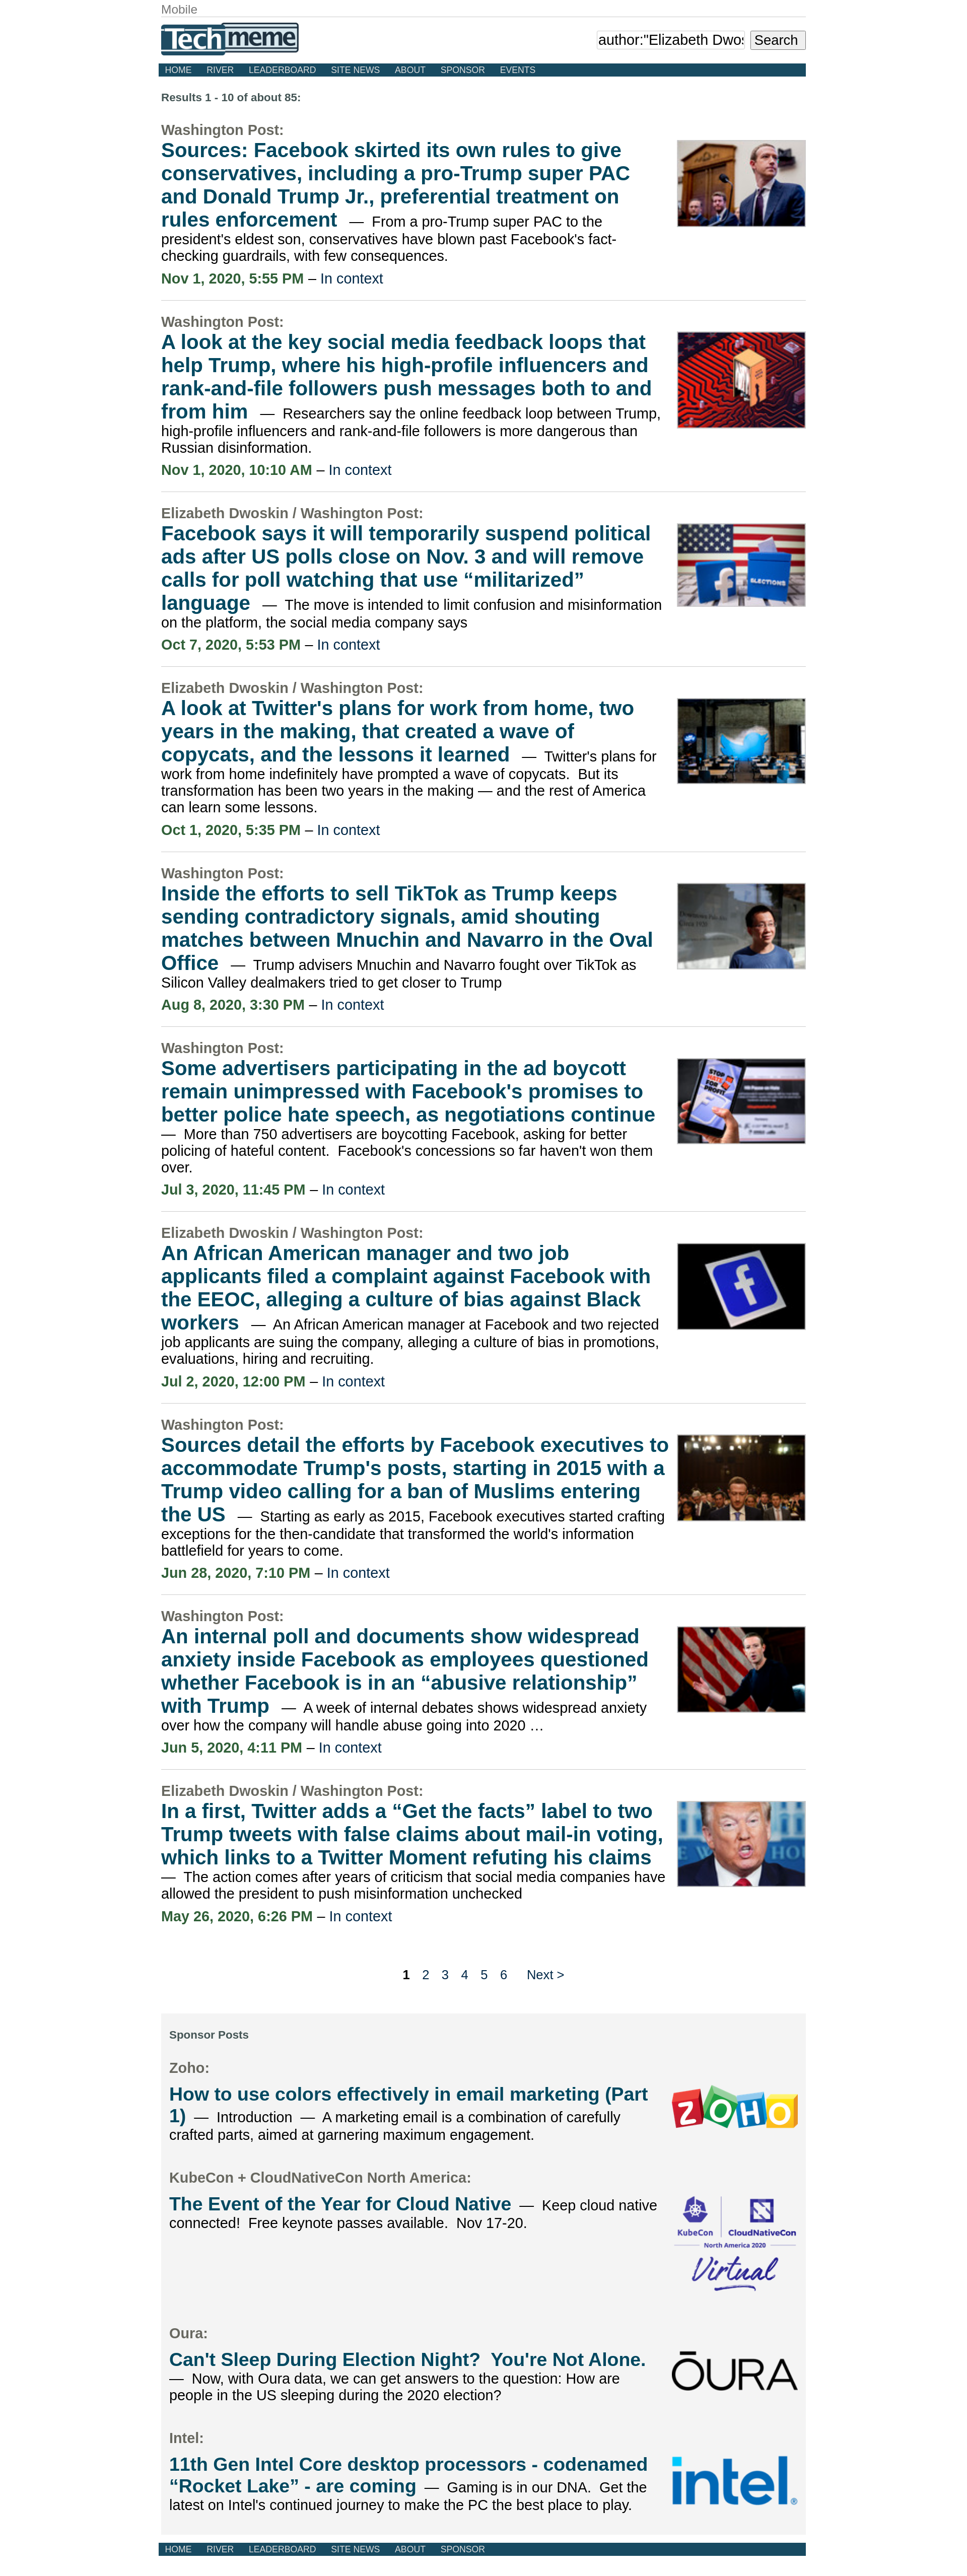 Mobile
Techmeme
author:"Elizabeth Dwos
Search
HOME RIVER LEADERBOARD SITE NEWS ABOUT SPONSOR EVENTS
Results 1 - 10 of about 85:
Washington Post:
Sources: Facebook skirted its own rules to give
conservatives, including a pro-Trump super PAC
and Donald Trump Jr., preferential treatment on
rules enforcement — From a pro-Trump super PAC to the
president's eldest son, conservatives have blown past Facebook's fact-
checking guardrails, with few consequences.
Nov 1, 2020, 5:55 PM – In context
Washington Post:
A look at the key social media feedback loops that
help Trump, where his high-profile influencers and
rank-and-file followers push messages both to and
from him — Researchers say the online feedback loop between Trump,
high-profile influencers and rank-and-file followers is more dangerous than
Russian disinformation.
Nov 1, 2020, 10:10 AM – In context
Elizabeth Dwoskin / Washington Post:
Facebook says it will temporarily suspend political
ads after US polls close on Nov. 3 and will remove
calls for poll watching that use “militarized”
language — The move is intended to limit confusion and misinformation
on the platform, the social media company says
ELECTIONS
Oct 7, 2020, 5:53 PM – In context
Elizabeth Dwoskin / Washington Post:
A look at Twitter's plans for work from home, two
years in the making, that created a wave of
copycats, and the lessons it learned — Twitter's plans for
work from home indefinitely have prompted a wave of copycats. But its
transformation has been two years in the making — and the rest of America
can learn some lessons.
Oct 1, 2020, 5:35 PM – In context
Washington Post:
Inside the efforts to sell TikTok as Trump keeps
sending contradictory signals, amid shouting
matches between Mnuchin and Navarro in the Oval
Office — Trump advisers Mnuchin and Navarro fought over TikTok as
Silicon Valley dealmakers tried to get closer to Trump
Aug 8, 2020, 3:30 PM – In context
Washington Post:
Some advertisers participating in the ad boycott
remain unimpressed with Facebook's promises to
better police hate speech, as negotiations continue
— More than 750 advertisers are boycotting Facebook, asking for better
policing of hateful content. Facebook's concessions so far haven't won them
over.
Jul 3, 2020, 11:45 PM – In context
Elizabeth Dwoskin / Washington Post:
An African American manager and two job
applicants filed a complaint against Facebook with
the EEOC, alleging a culture of bias against Black
workers — An African American manager at Facebook and two rejected
job applicants are suing the company, alleging a culture of bias in promotions,
evaluations, hiring and recruiting.
Jul 2, 2020, 12:00 PM – In context
Washington Post:
Sources detail the efforts by Facebook executives to
accommodate Trump's posts, starting in 2015 with a
Trump video calling for a ban of Muslims entering
the US — Starting as early as 2015, Facebook executives started crafting
exceptions for the then-candidate that transformed the world's information
battlefield for years to come.
Jun 28, 2020, 7:10 PM – In context
Washington Post:
An internal poll and documents show widespread
anxiety inside Facebook as employees questioned
whether Facebook is in an “abusive relationship”
with Trump — A week of internal debates shows widespread anxiety
over how the company will handle abuse going into 2020 …
Jun 5, 2020, 4:11 PM – In context
Elizabeth Dwoskin / Washington Post:
In a first, Twitter adds a “Get the facts” label to two
Trump tweets with false claims about mail-in voting,
which links to a Twitter Moment refuting his claims
— The action comes after years of criticism that social media companies have
allowed the president to push misinformation unchecked
May 26, 2020, 6:26 PM – In context
1 2 3 4 5 6 Next >
Sponsor Posts
Zoho:
How to use colors effectively in email marketing (Part
1) — Introduction — A marketing email is a combination of carefully
crafted parts, aimed at garnering maximum engagement.
ZOHO
KubeCon + CloudNativeCon North America:
The Event of the Year for Cloud Native — Keep cloud native
connected! Free keynote passes available. Nov 17-20.
KubeCon CloudNativeCon
North America 2020
Virtual
Oura:
Can't Sleep During Election Night? You're Not Alone.
— Now, with Oura data, we can get answers to the question: How are
people in the US sleeping during the 2020 election?
ŌURA
Intel:
11th Gen Intel Core desktop processors - codenamed
“Rocket Lake” - are coming — Gaming is in our DNA. Get the
latest on Intel's continued journey to make the PC the best place to play.
intel®
HOME RIVER LEADERBOARD SITE NEWS ABOUT SPONSOR